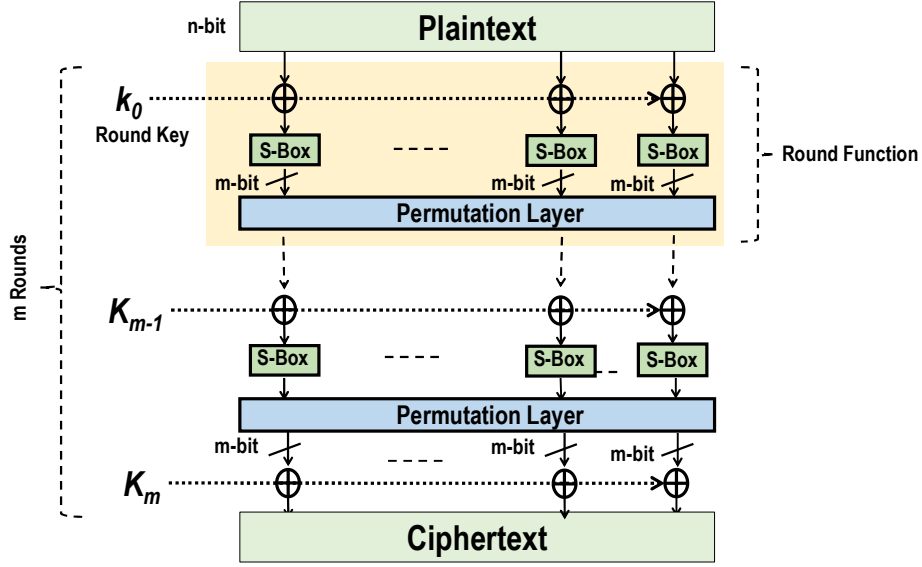 n-bit
Plaintext
k0
Round Key
S-Box
S-Box
S-Box
m-bit
m-bit
m-bit
Permutation Layer
Round Function
m Rounds
Km-1
S-Box
S-Box
S-Box
Permutation Layer
m-bit
m-bit
m-bit
Km
Ciphertext